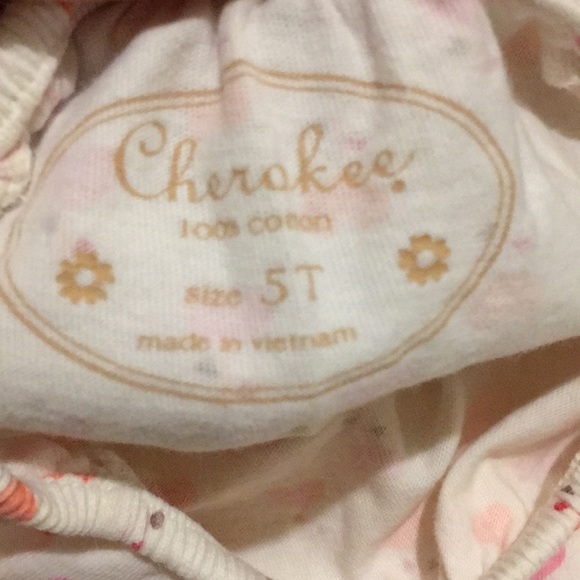 Cherokee.
100% cotton
size 5T
made in vietnam